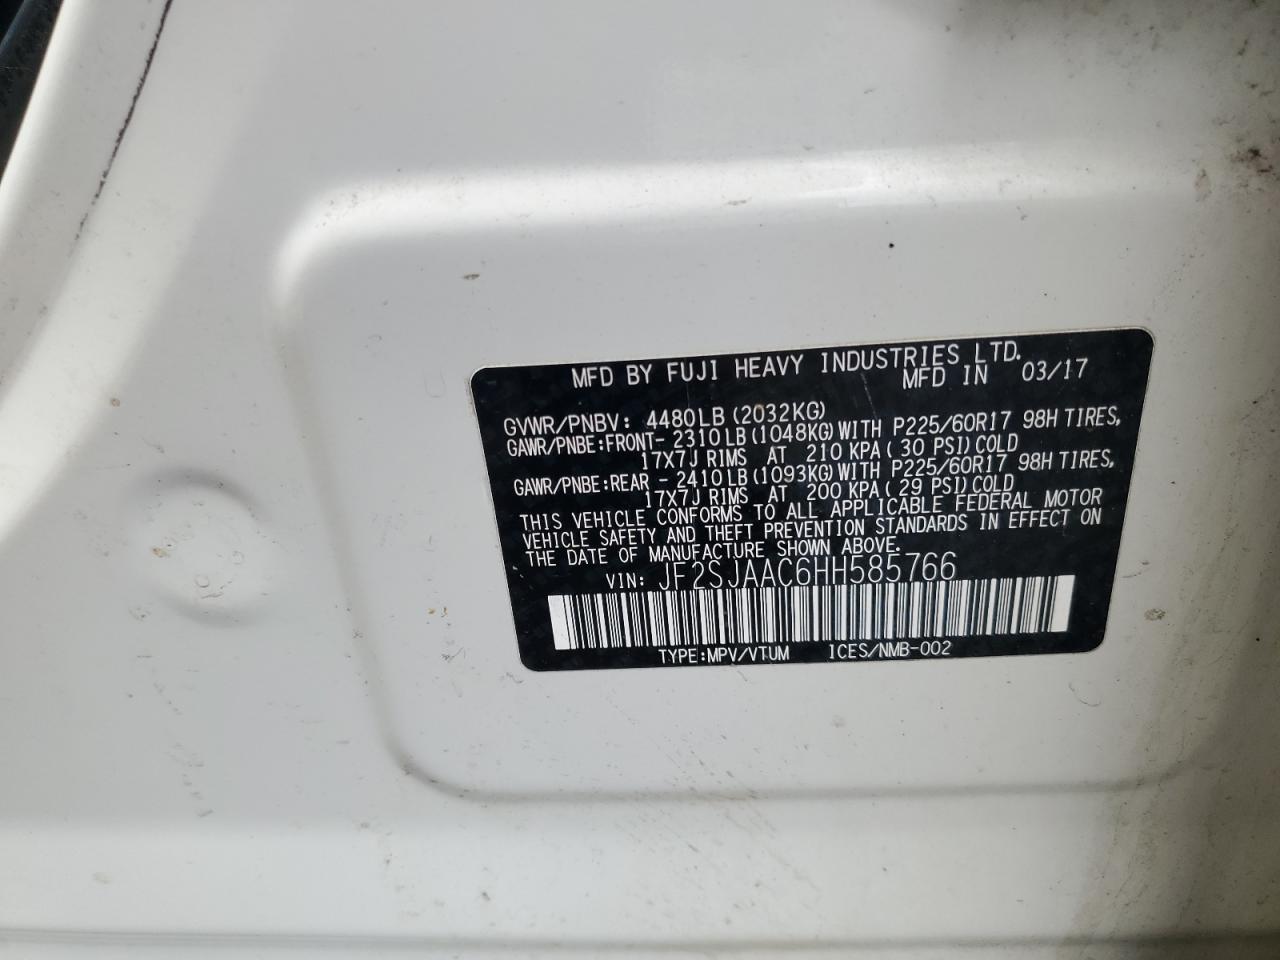 MFD BY FUJI HEAVY INDUSTRIES LTD.
MFD IN 03/17
GVWR/PNBV: 4480LB (2032KG)
GAWR/PNBE:FRONT- 2310LB (1048KG) WITH P225/60R17 98H TIRES,
17X7J RIMS AT 210 KPA ( 30 PSI) COLD
GAWR/PNBE:REAR - 2410LB (1093KG) WITH P225/60R17 98H TIRES,
17X7J RIMS AT 200 KPA ( 29 PSI) COLD
THIS VEHICLE CONFORMS TO ALL APPLICABLE FEDERAL MOTOR
VEHICLE SAFETY AND THEFT PREVENTION STANDARDS IN EFFECT ON
THE DATE OF MANUFACTURE SHOWN ABOVE.
VIN: JF2SJAAC6HH585766
TYPE:MPV/VTUM ICES/NMB-002